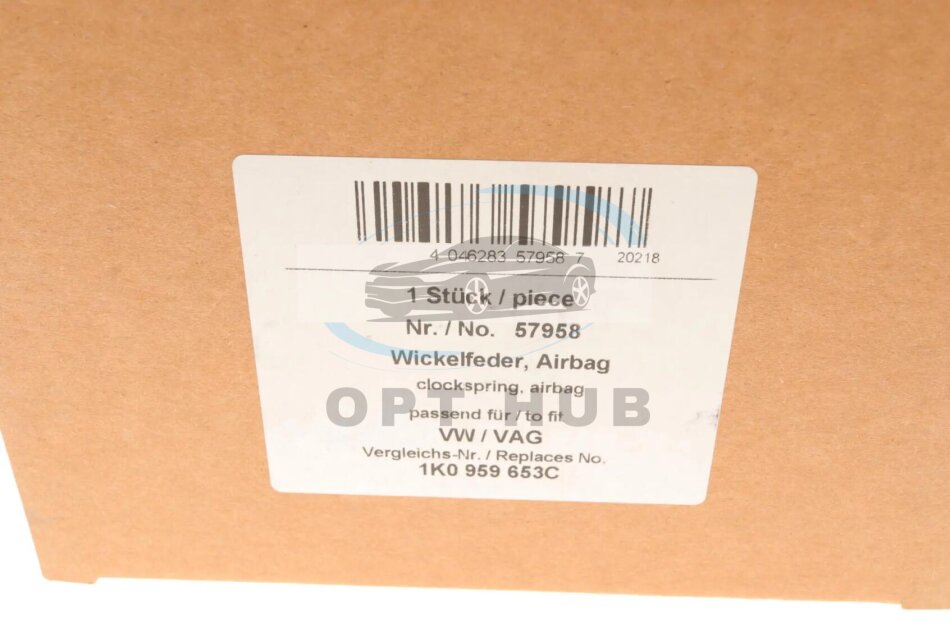 4 046283 57958 7 20218
1 Stück / piece
Nr. / No. 57958
Wickelfeder, Airbag
clockspring, airbag
OPT HUB
passend für / to fit
VW / VAG
Vergleichs-Nr. / Replaces No.
1K0 959 653C